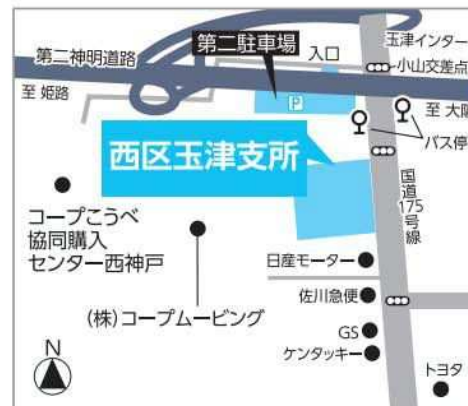 玉津インター
第二駐車場
入口
第二神明道路
小山交差点
至 姫路
P
至 大阪
バス停
西区玉津支所
国道175号線
コープこうべ
協同購入
センター西神戸
日産モーター
佐川急便
(株)コープムービング
GS
ケンタッキー
N
トヨタ